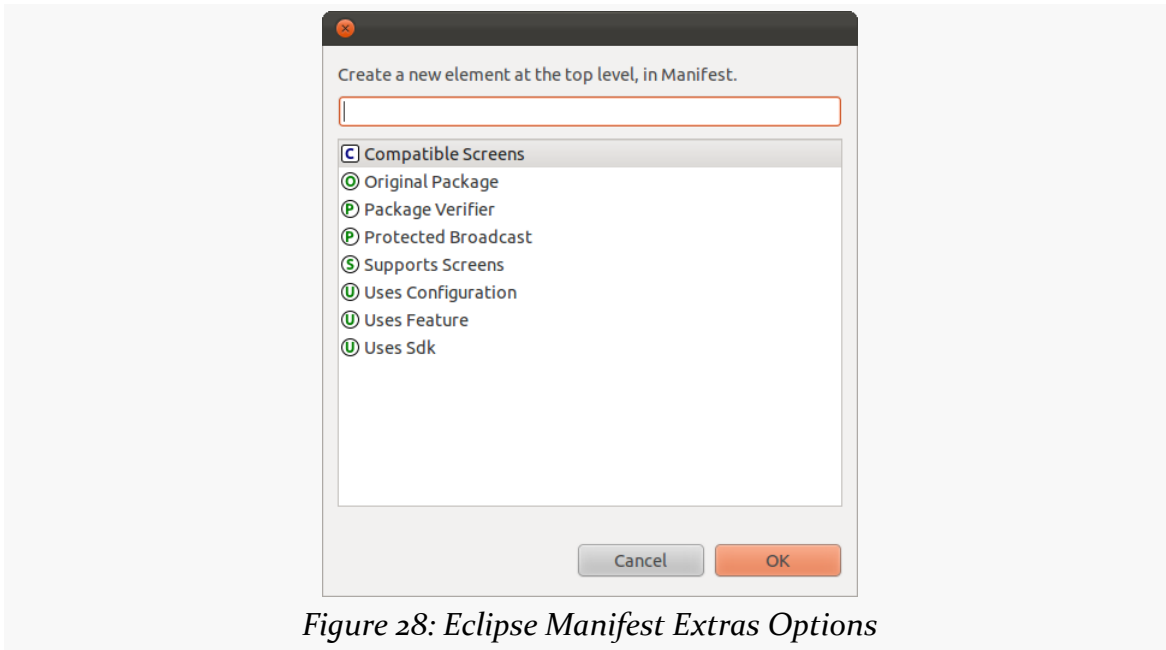 Create a new element at the top level, in Manifest.
C Compatible Screens
O Original Package
P Package Verifier
P Protected Broadcast
S Supports Screens
U Uses Configuration
U Uses Feature
U Uses Sdk
Cancel OK
Figure 28: Eclipse Manifest Extras Options